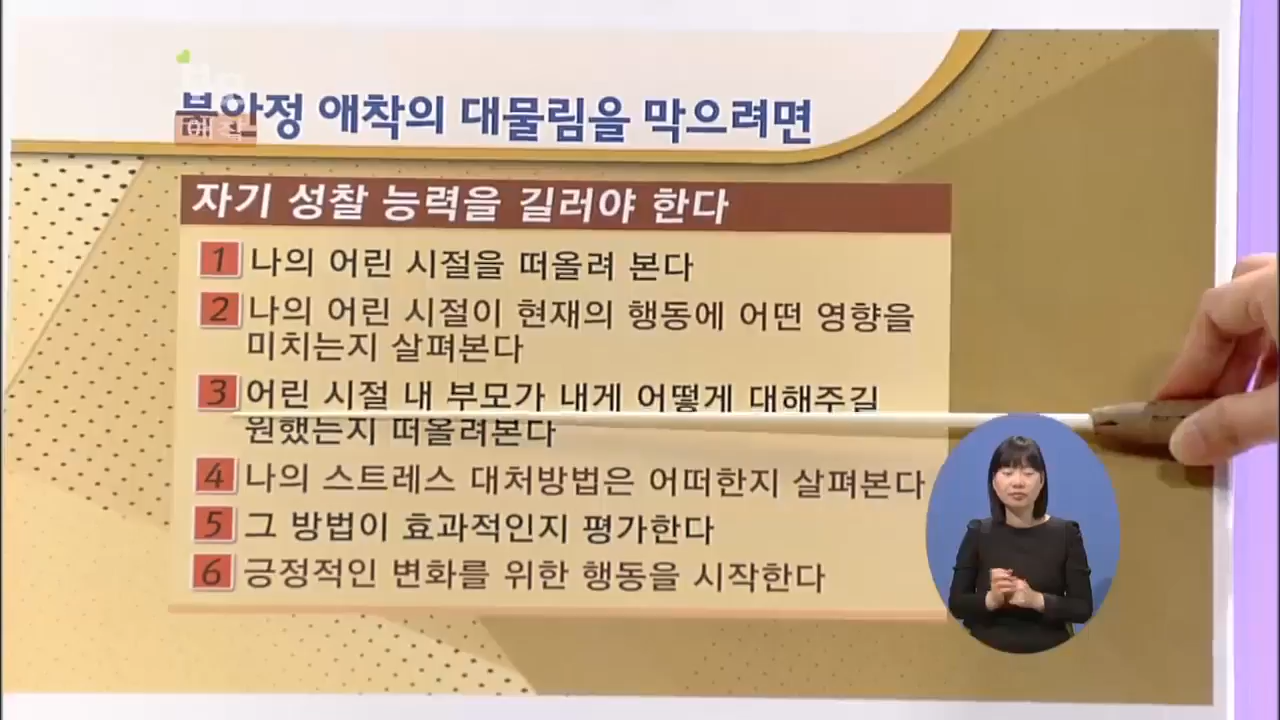 불안정 애착의 대물림을 막으려면
애착
자기 성찰 능력을 길러야 한다
1 나의 어린 시절을 떠올려 본다
2 나의 어린 시절이 현재의 행동에 어떤 영향을
미치는지 살펴본다
3 어린 시절 내 부모가 내게 어떻게 대해주길
원했는지 떠올려본다
4 나의 스트레스 대처방법은 어떠한지 살펴본다
5 그 방법이 효과적인지 평가한다
6 긍정적인 변화를 위한 행동을 시작한다